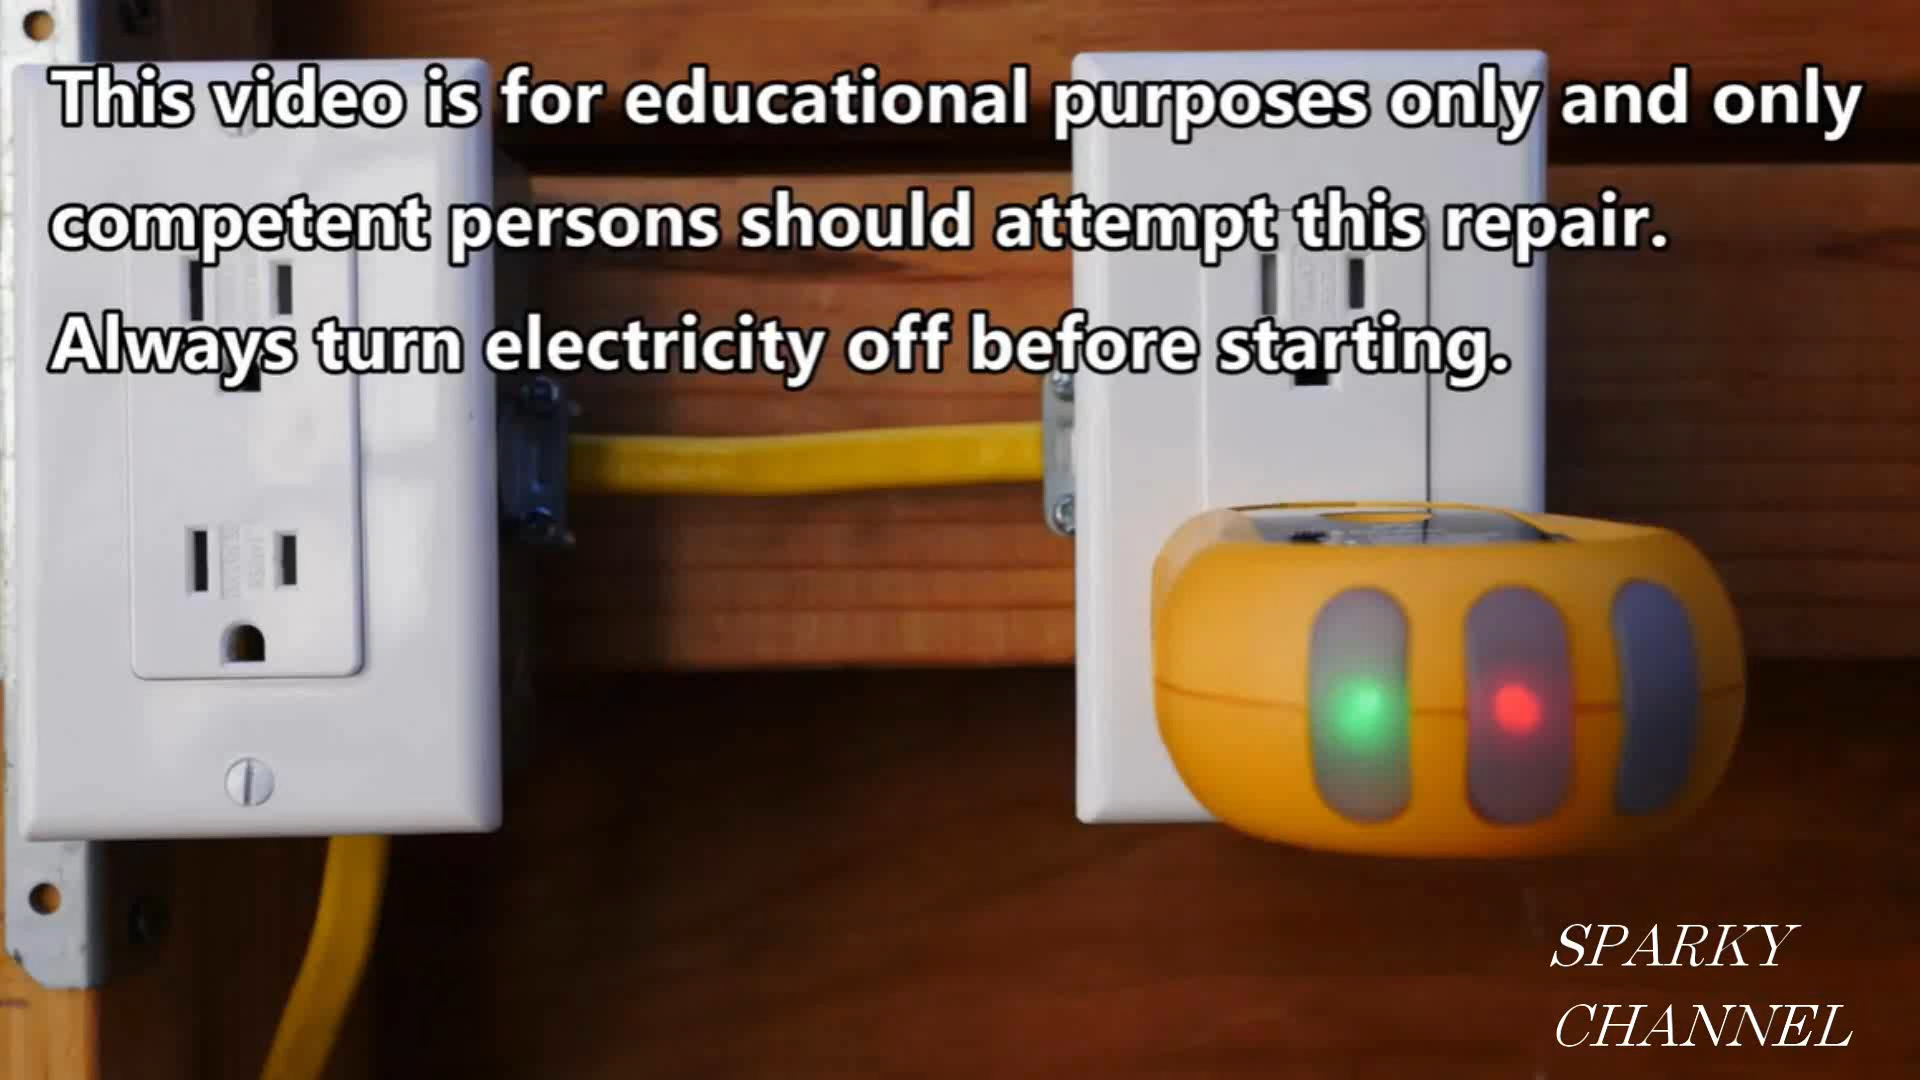 This video is for educational purposes only and only
competent persons should attempt this repair.
Always turn electricity off before starting.
SPARKY
CHANNEL